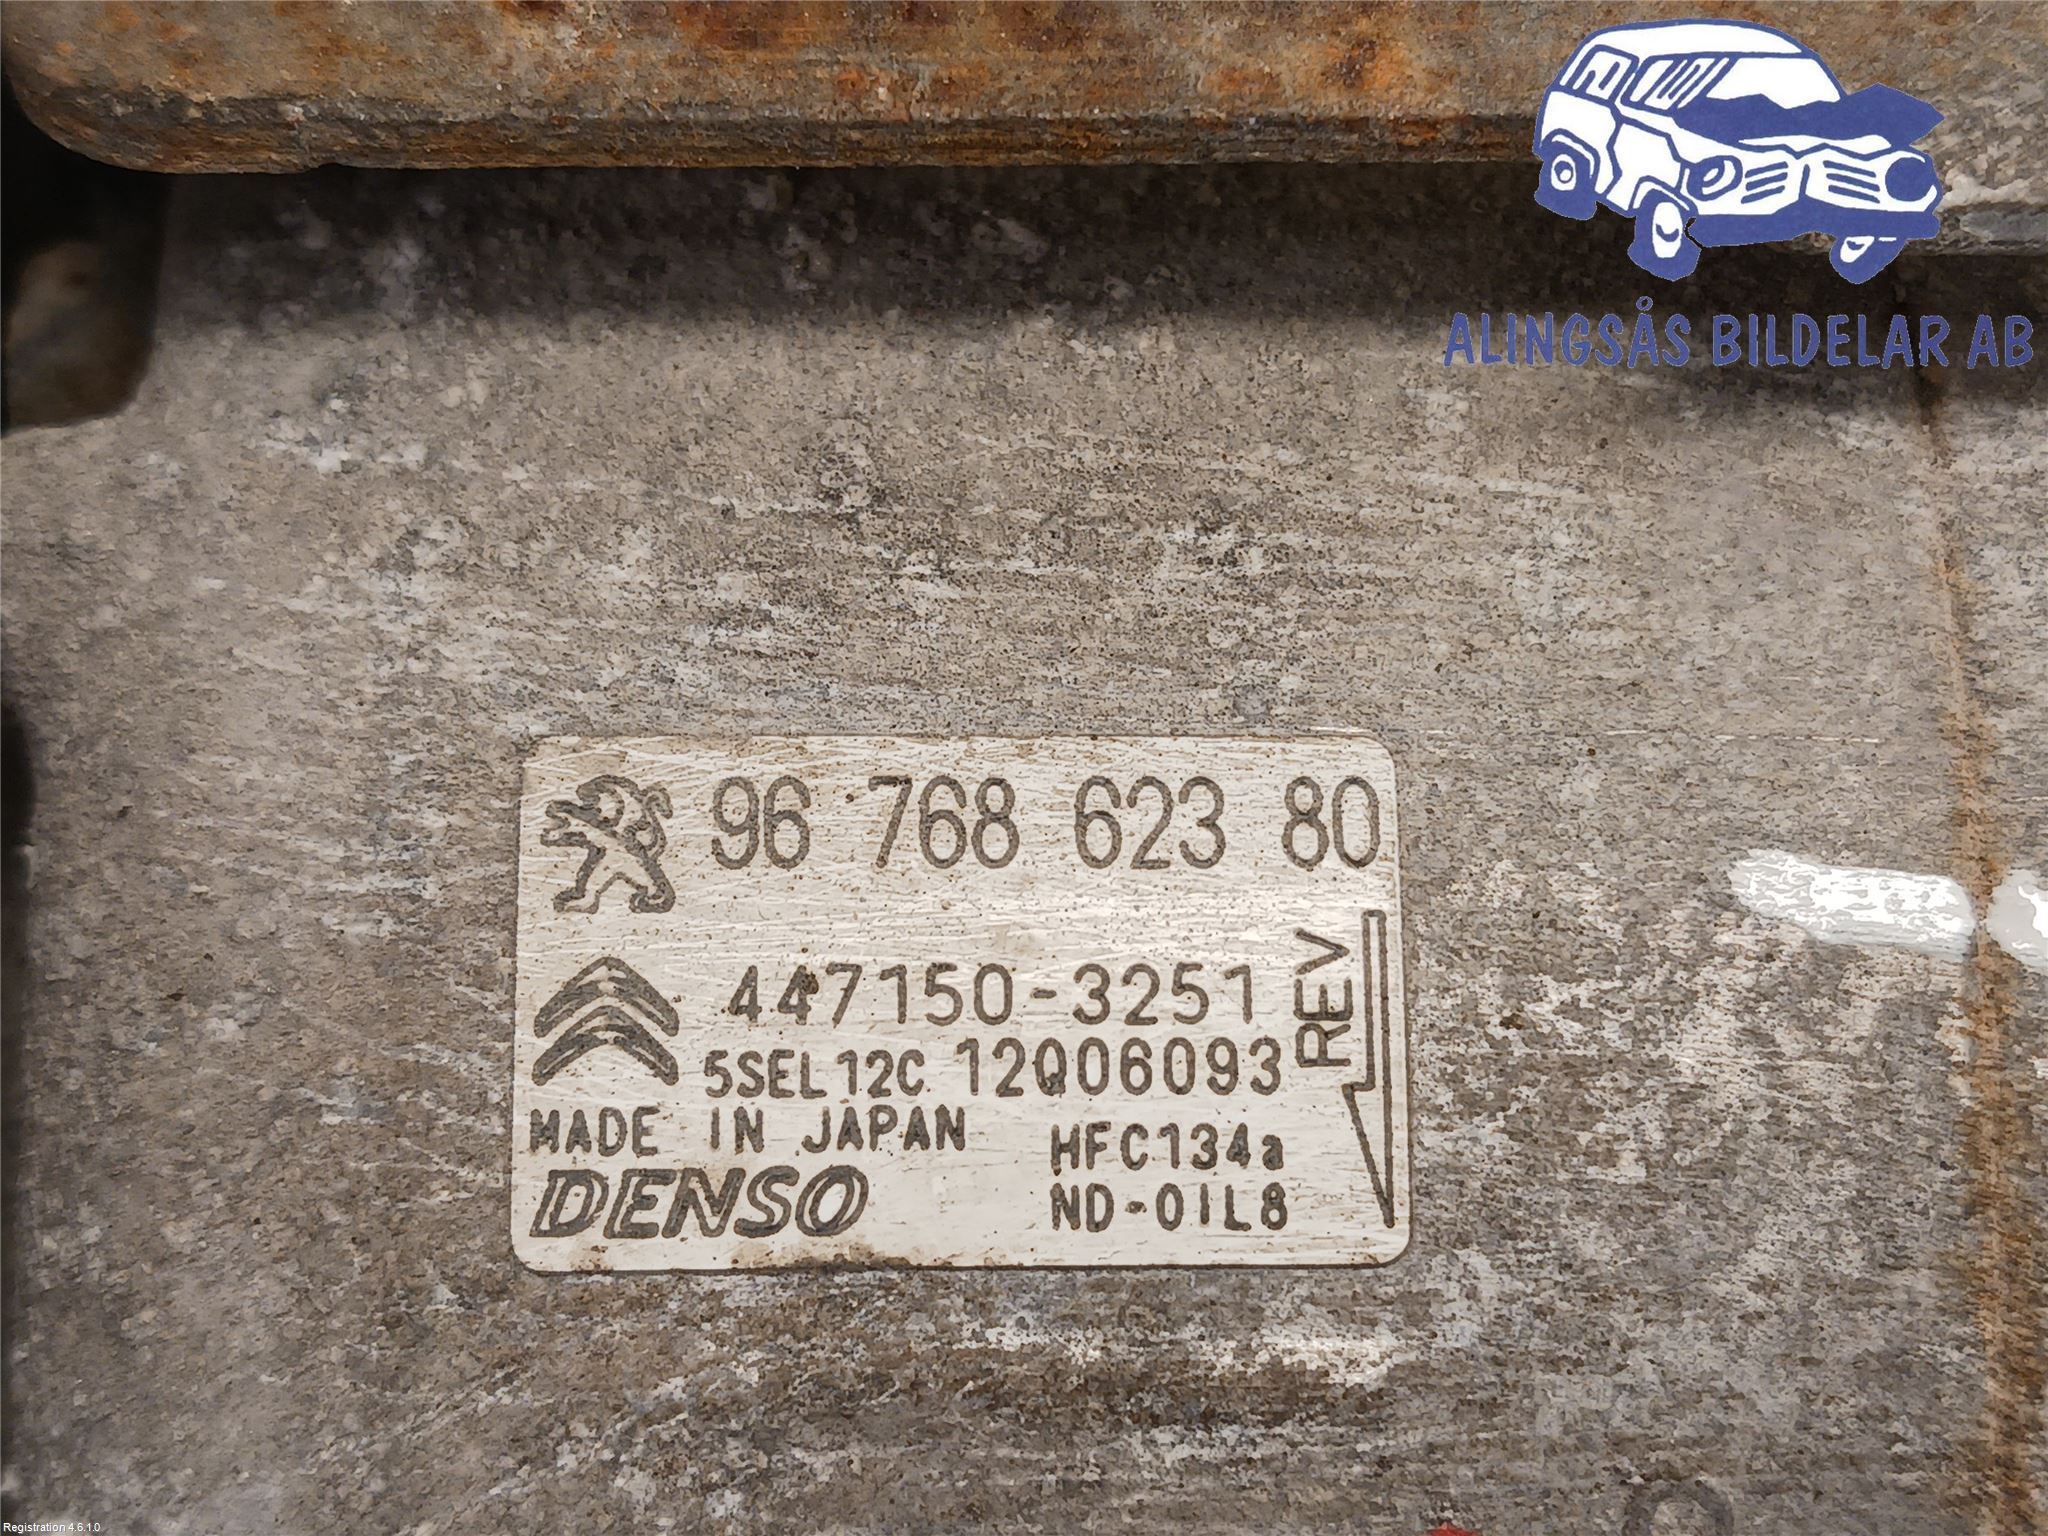 ALINGSÅS BILDELAR AB
96 768 623 80
447150-3251
REV
5SEL12C 12Q06093
MADE IN JAPAN
HFC134a
DENSO
ND-OIL8
Registration 4.6.1.0